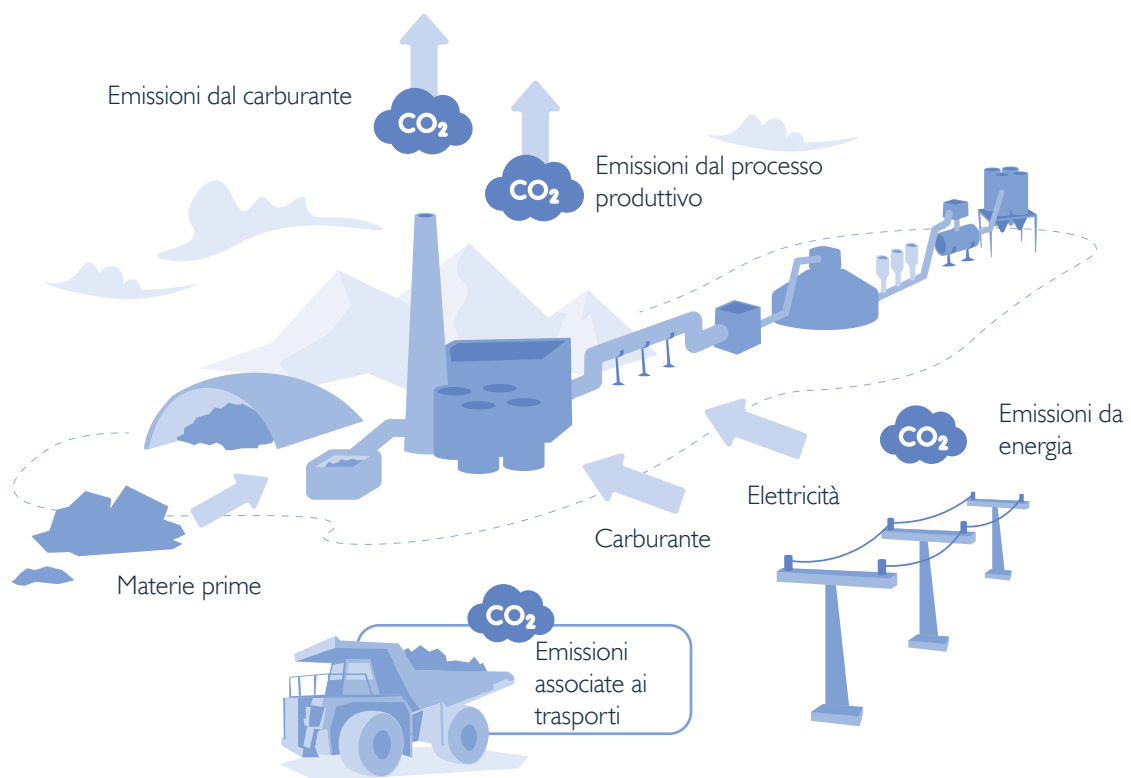 Emissioni dal carburante
CO₂
CO₂
Emissioni dal processo
produttivo
CO₂
Emissioni da
energia
Elettricità
Carburante
Materie prime
CO₂
Emissioni
associate ai
trasporti